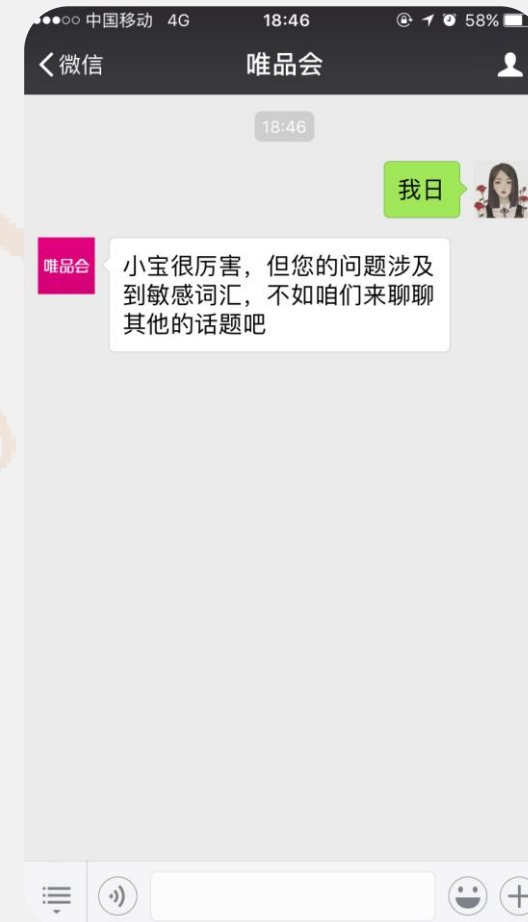 中国移动 4G 18:46 58%
微信 唯品会
18:46
我日
唯品会
小宝很厉害，但您的问题涉及
到敏感词汇，不如咱们来聊聊
其他的话题吧